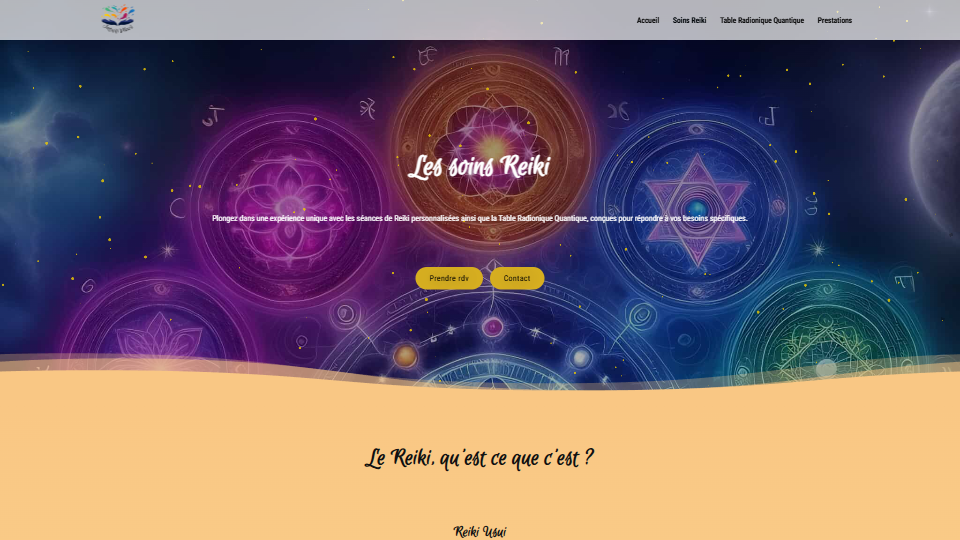 Accueil
Soins Reiki
Table Radionique Quantique
Prestations
Les soins Reiki
Plongez dans une expérience unique avec les séances de Reiki personnalisées ainsi que la Table Radionique Quantique, conçues pour répondre à vos besoins spécifiques.
Prendre rdv
Contact
Le Reiki, qu'est ce que c'est ?
Reiki Usui